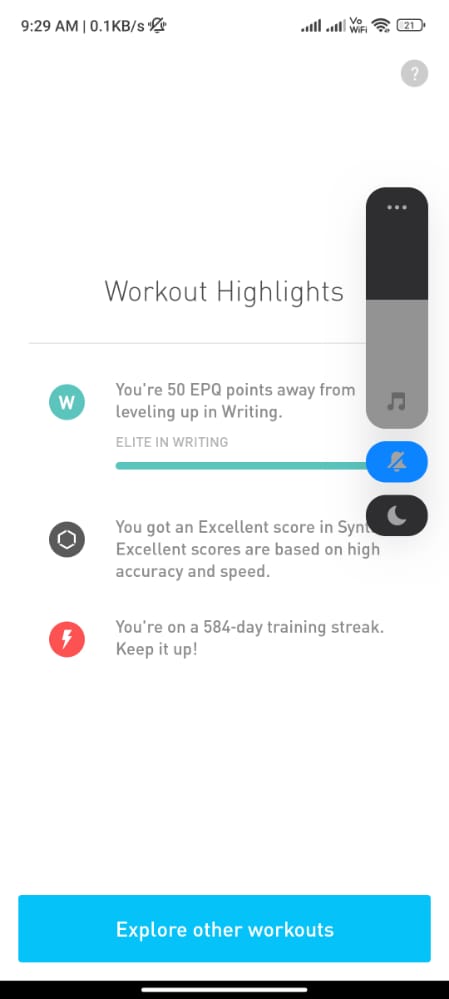 9:29 AM | 0.1KB/s
Vo
WiFi
21
?
Workout Highlights
W
You're 50 EPQ points away from
leveling up in Writing.
ELITE IN WRITING
You got an Excellent score in
Excellent scores are based on high
accuracy and speed.
You're on a 584-day training streak.
Keep it up!
Explore other workouts